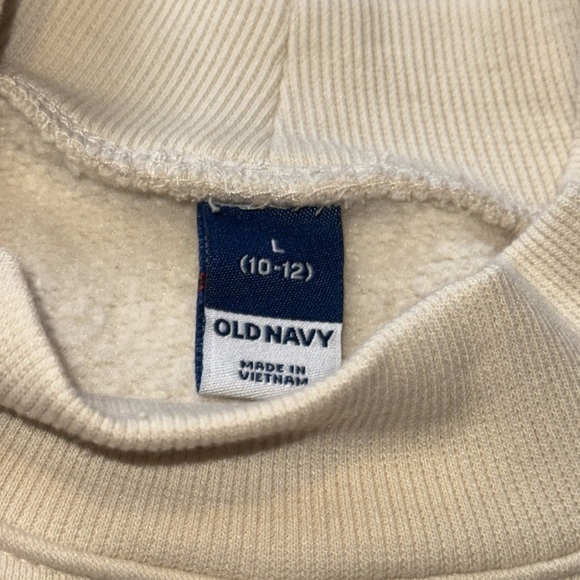 L
(10-12)
OLD NAVY
MADE IN
VIETNAM